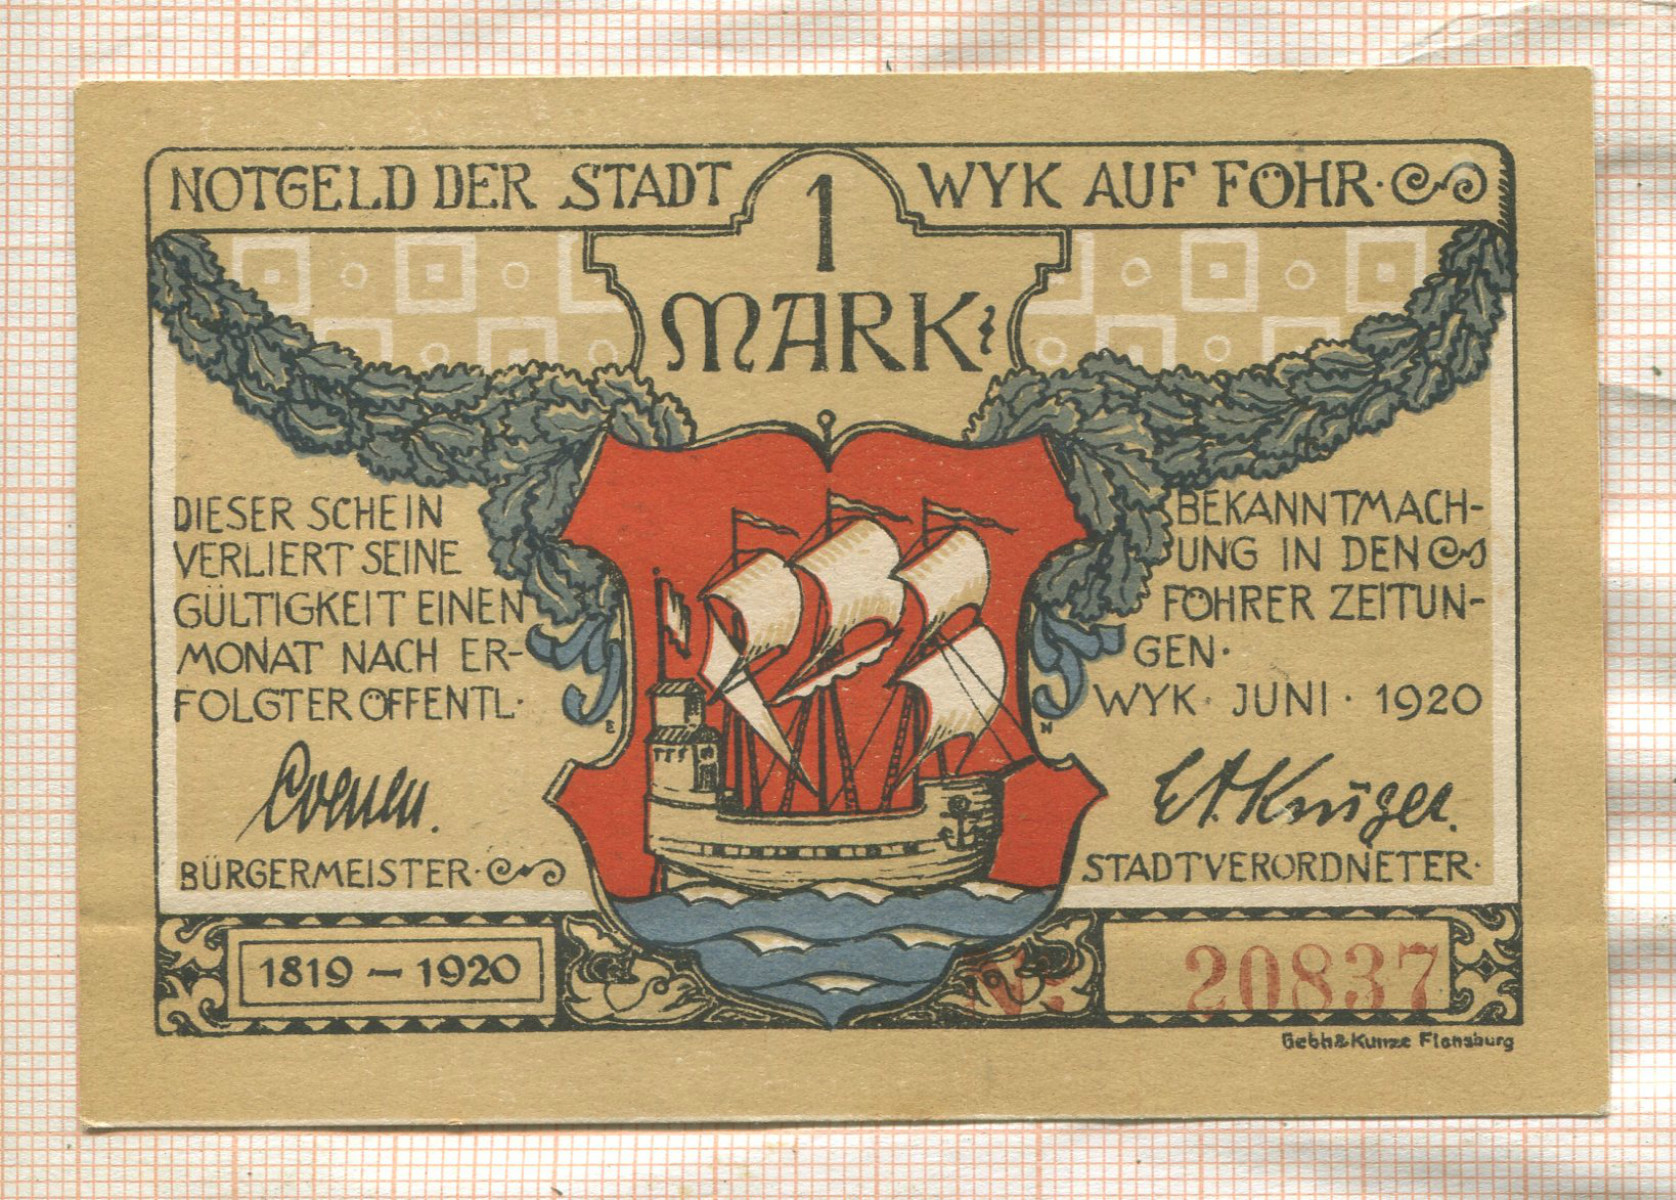 NOTGELD DER STADT WYK AUF FÖHR·
1
MARK
DIESER SCHEIN
VERLIERT SEINE
GÜLTIGKEIT EINEN
MONAT NACH ER-
FOLGTER ÖFFENTL·
BEKANNTMACH-
UNG IN DEN
FÖHRER ZEITUN-
GEN·
WYK· JUNI · 1920
E N
BÜRGERMEISTER·
E.A. Krüger.
STADTVERORDNETER·
1819 – 1920
No 20837
Gebh & Kunze Flensburg